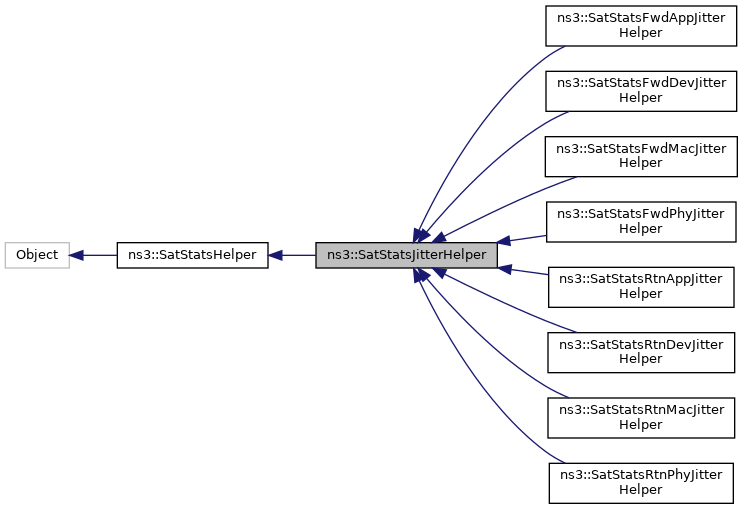 Object
ns3::SatStatsHelper
ns3::SatStatsJitterHelper
ns3::SatStatsFwdAppJitter
Helper
ns3::SatStatsFwdDevJitter
Helper
ns3::SatStatsFwdMacJitter
Helper
ns3::SatStatsFwdPhyJitter
Helper
ns3::SatStatsRtnAppJitter
Helper
ns3::SatStatsRtnDevJitter
Helper
ns3::SatStatsRtnMacJitter
Helper
ns3::SatStatsRtnPhyJitter
Helper